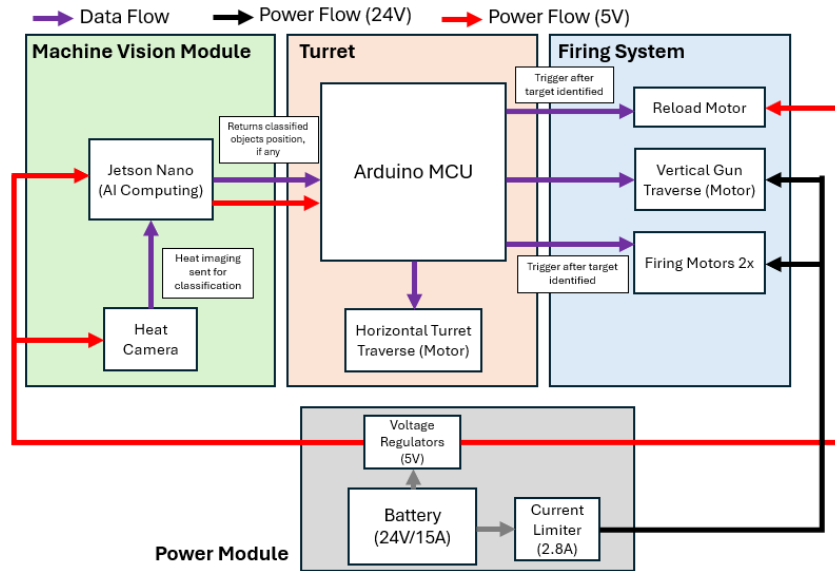 Data Flow
Power Flow (24V)
Power Flow (5V)
Machine Vision Module
Turret
Firing System
Trigger after
target identified
Reload Motor
Returns classified
objects position,
if any
Jetson Nano
(AI Computing)
Arduino MCU
Vertical Gun
Traverse (Motor)
Heat imaging
sent for
classification
Firing Motors 2x
Trigger after target
identified
Heat
Camera
Horizontal Turret
Traverse (Motor)
Voltage
Regulators
(5V)
Battery
(24V/15A)
Current
Limiter
(2.8A)
Power Module